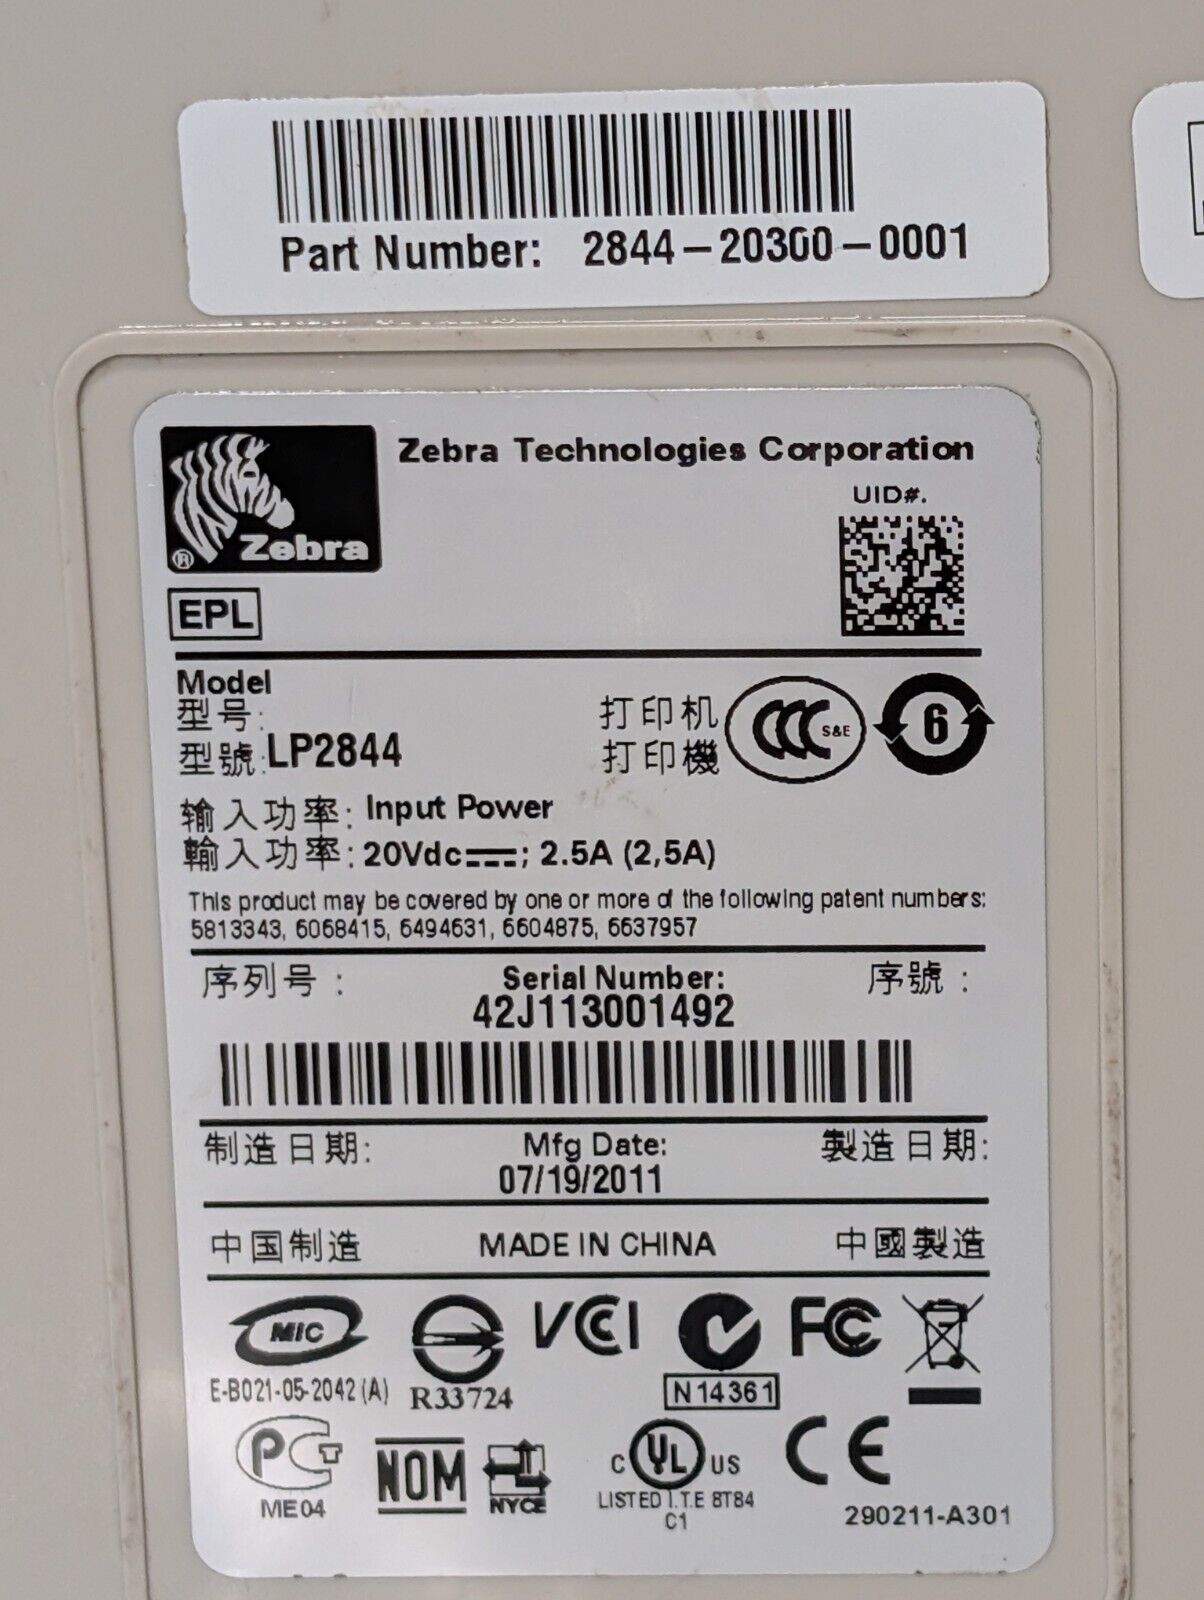 Part Number: 2844-20300-0001
Zebra Technologies Corporation
UID#.
® Zebra
EPL
Model
型号:
型號:LP2844
打印机
打印機
S&E
6
输入功率: Input Power
輸入功率: 20Vdc⎓; 2.5A (2,5A)
This product may be covered by one or more of the following patent numbers:
5813343, 6068415, 6494631, 6604875, 6637957
序列号: Serial Number: 序號:
42J113001492
制造日期: Mfg Date: 製造日期:
07/19/2011
中国制造 MADE IN CHINA 中國製造
MIC VCI FC
E-B021-05-2042 (A) R33724 N14361
PCT NOM NYCE C UL US CE
ME04 LISTED I.T.E 8T84 290211-A301
C1